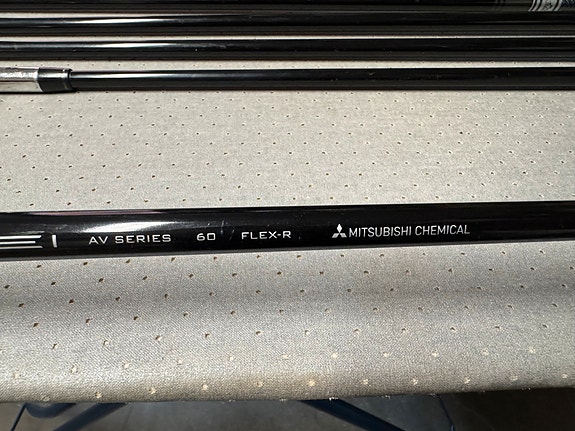 AV SERIES 60 FLEX-R MITSUBISHI CHEMICAL